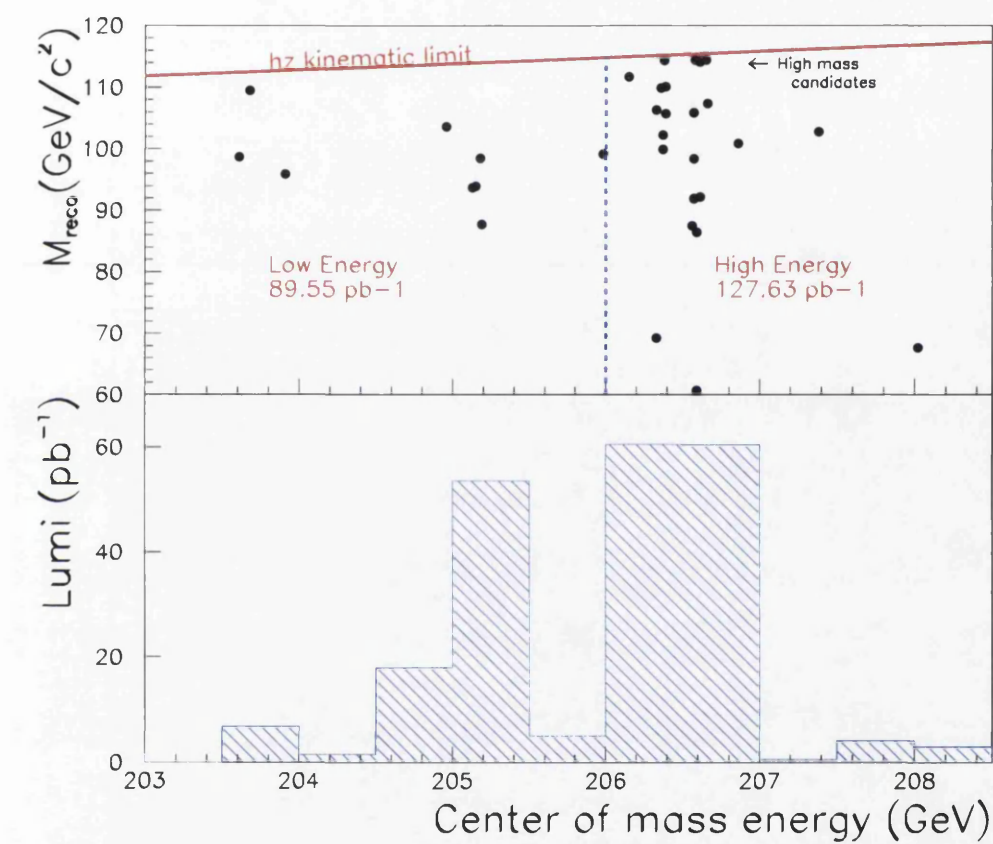 120
110
100
90
80
70
60
M_reco(GeV/c²)
hz kinematic limit
← High mass
candidates
Low Energy
89.55 pb−1
High Energy
127.63 pb−1
60
40
20
0
Lumi (pb⁻¹)
203
204
205
206
207
208
Center of mass energy (GeV)